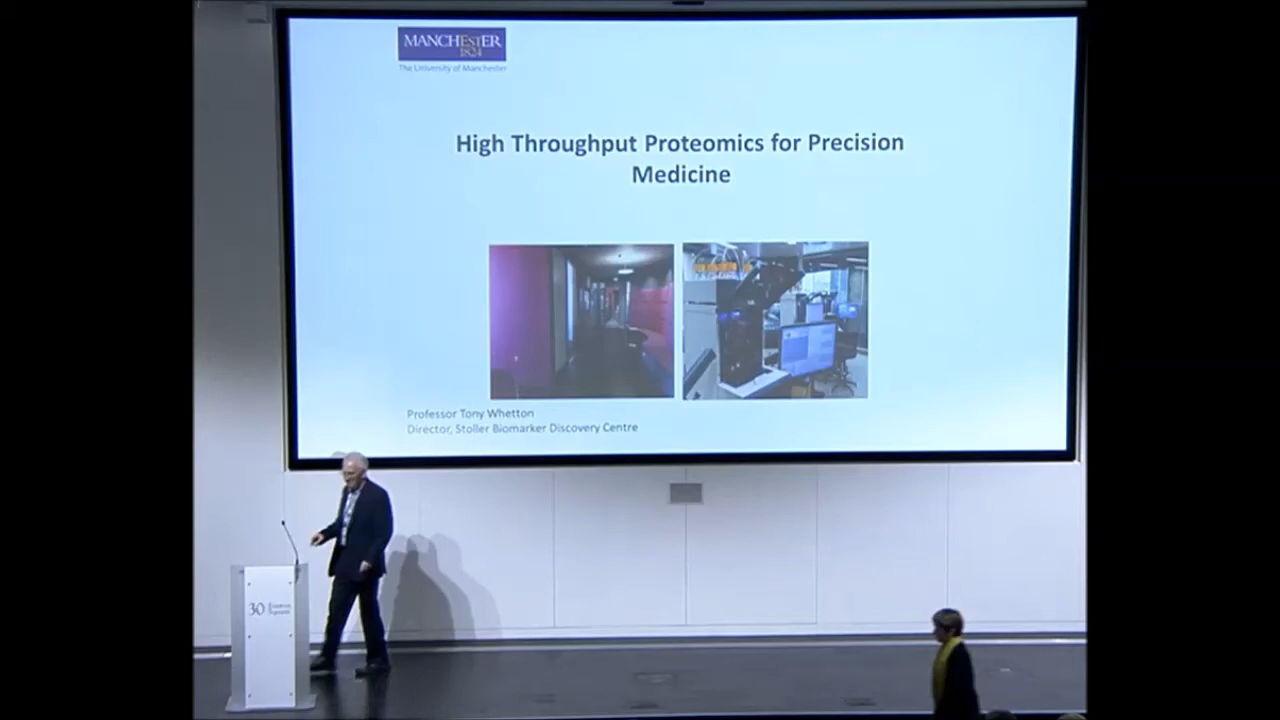 MANCHESTER
1824
The University of Manchester
High Throughput Proteomics for Precision
Medicine
Professor Tony Whetton
Director, Stoller Biomarker Discovery Centre
30